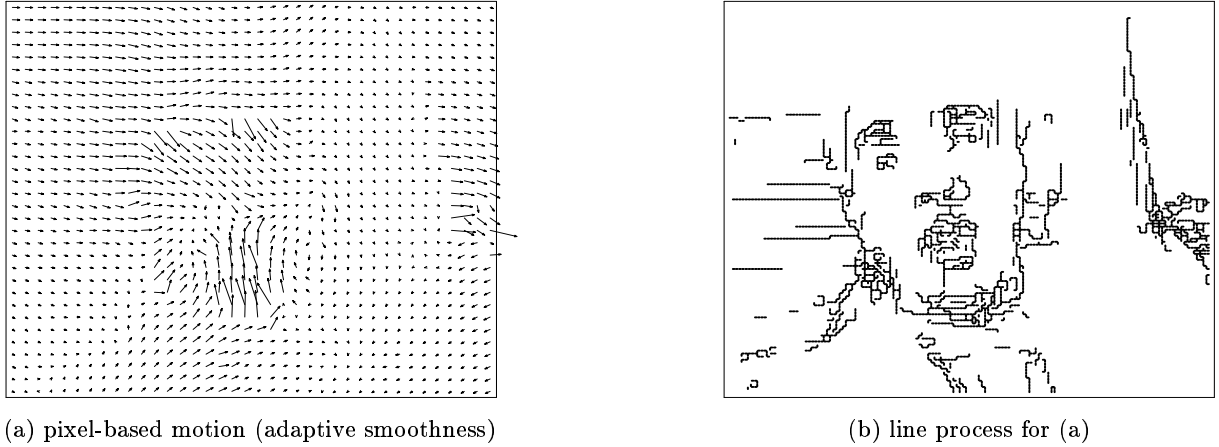 (a) pixel-based motion (adaptive smoothness)
(b) line process for (a)